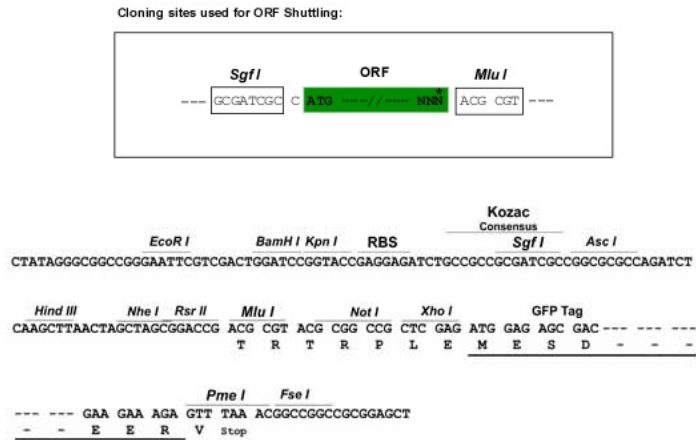 Cloning sites used for ORF Shuttling:
Sgf I ORF Mlu I
--- GCGATCGC C ATG ---//--- NNN* ACG CGT ---
Kozac
Consensus
EcoR I BamH I Kpn I RBS Sgf I Asc I
CTATAGGGCGGCCGGGAATTCGTCGACTGGATCCGGTACCGAGGAGATCTGCCGCCGCGATCGCCGGCGCGCCAGATCT
Hind III Nhe I Rsr II Mlu I Not I Xho I GFP Tag
CAAGCTTAACTAGCTAGCGGACCG ACG CGT ACG CGG CCG CTC GAG ATG GAG AGC GAC--- --- ---
T R T R P L E M E S D - - -
Pme I Fse I
--- --- GAA GAA AGA GTT TAA ACGGCCGGCCGCGGAGCT
- - E E R V Stop